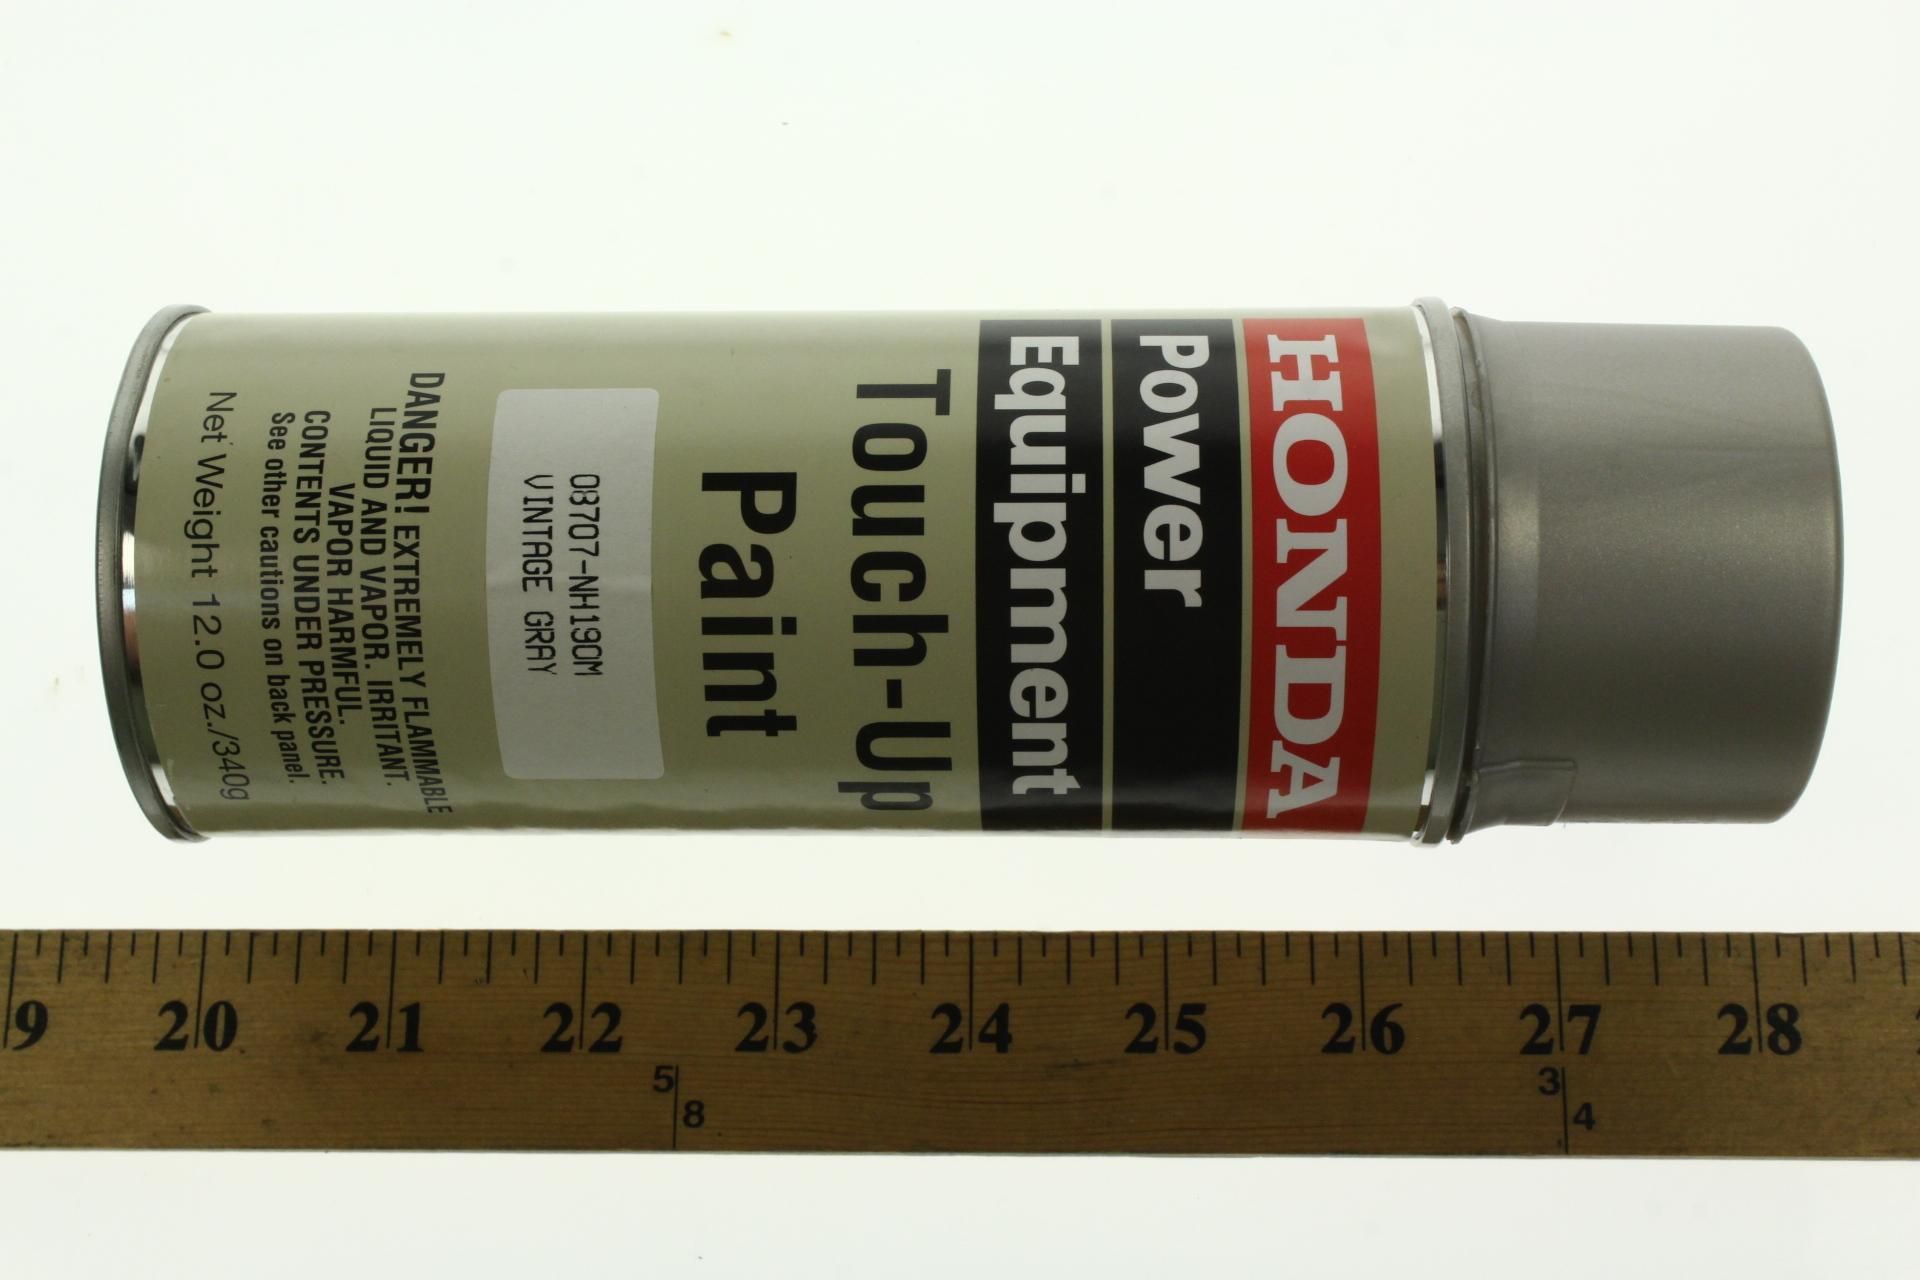 HONDA
Power
Equipment
Touch-Up
Paint
08707-NH190M
VINTAGE GRAY
DANGER! EXTREMELY FLAMMABLE
LIQUID AND VAPOR. IRRITANT.
VAPOR HARMFUL.
CONTENTS UNDER PRESSURE.
See other cautions on back panel.
Net Weight 12.0 oz./340g
9 20 21 22 23 24 25 26 27 28
5 8 3 4